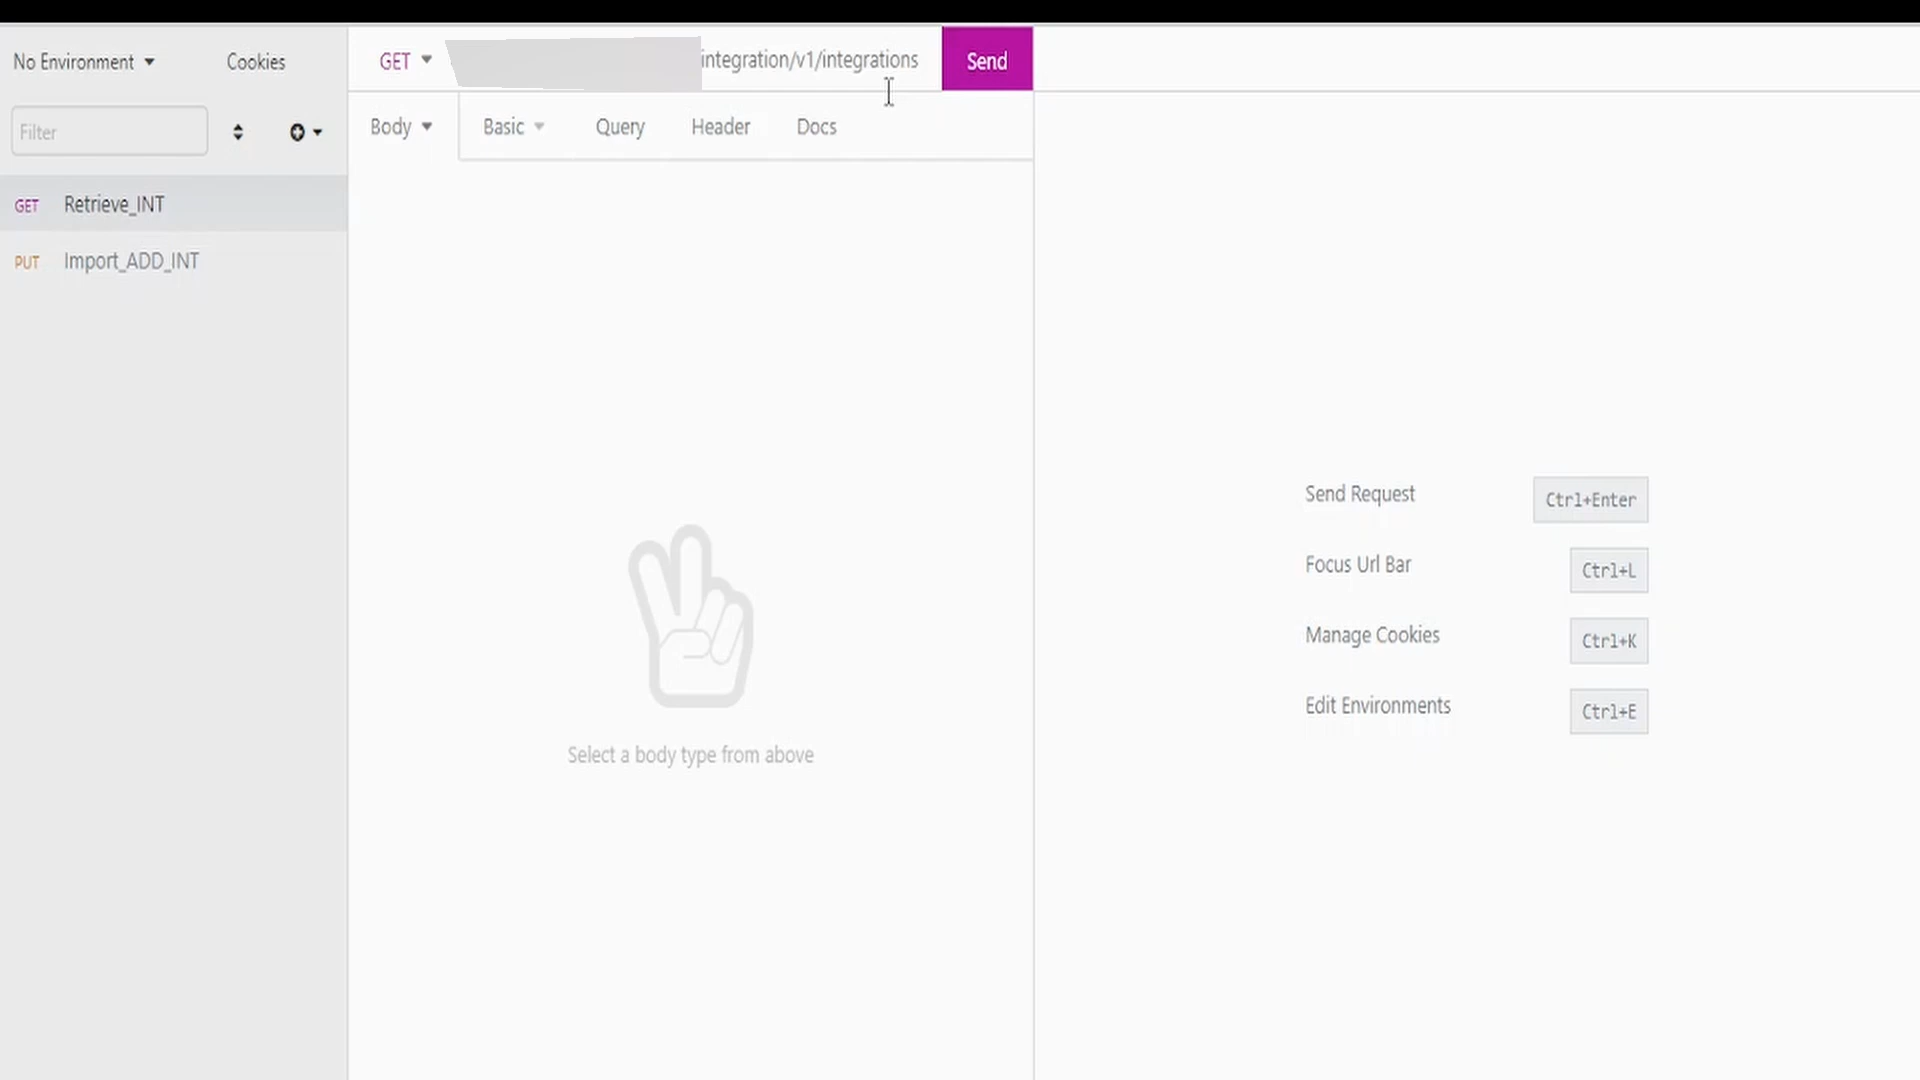 No Environment
Cookies
GET
integration/v1/integrations
Send
Filter
Body
Basic
Query
Header
Docs
GET Retrieve_INT
PUT Import_ADD_INT
Select a body type from above
Send Request Ctrl+Enter
Focus Url Bar Ctrl+L
Manage Cookies Ctrl+K
Edit Environments Ctrl+E